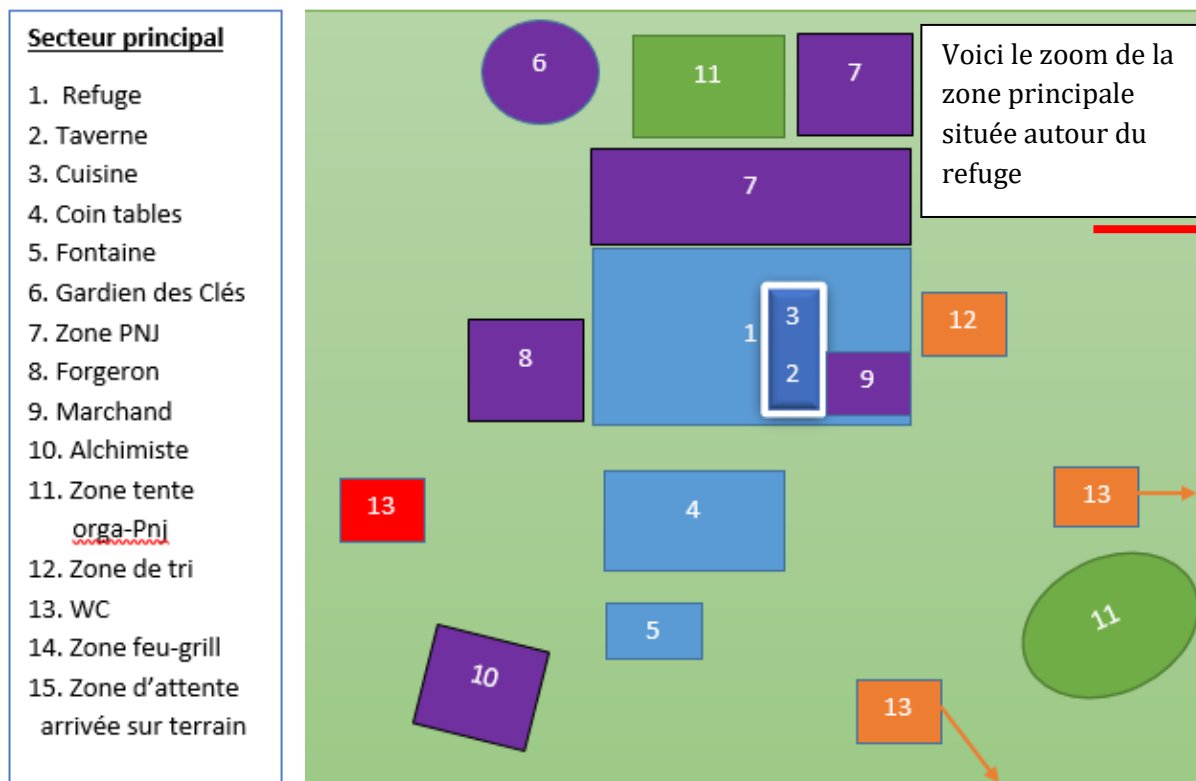 Secteur principal
1. Refuge
2. Taverne
3. Cuisine
4. Coin tables
5. Fontaine
6. Gardien des Clés
7. Zone PNJ
8. Forgeron
9. Marchand
10. Alchimiste
11. Zone tente
orga-Pnj
12. Zone de tri
13. WC
14. Zone feu-grill
15. Zone d'attente
arrivée sur terrain
Voici le zoom de la
zone principale
située autour du
refuge
6
11
7
7
1
3
2
9
12
8
13
4
13
5
11
10
13